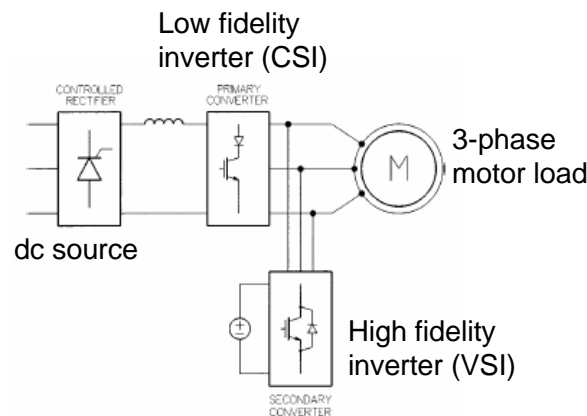 Low fidelity
inverter (CSI)
CONTROLLED
RECTIFIER
PRIMARY
CONVERTER
M
3-phase
motor load
dc source
High fidelity
inverter (VSI)
SECONDARY
CONVERTER